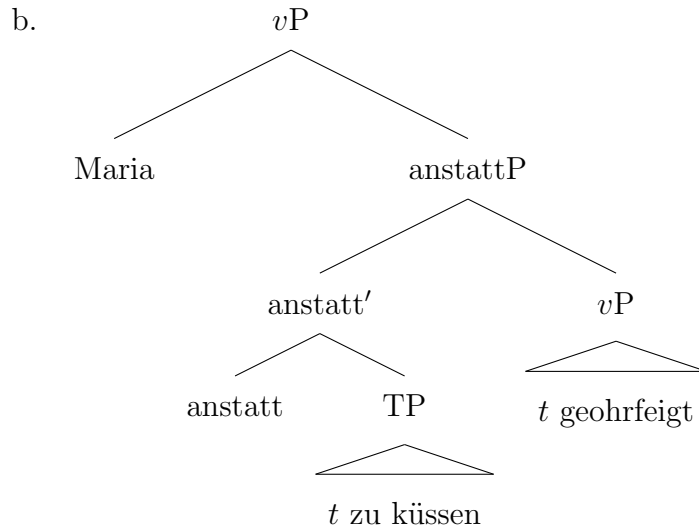 b. vP
Maria anstattP
anstatt′ vP
anstatt TP t geohrfeigt
t zu küssen